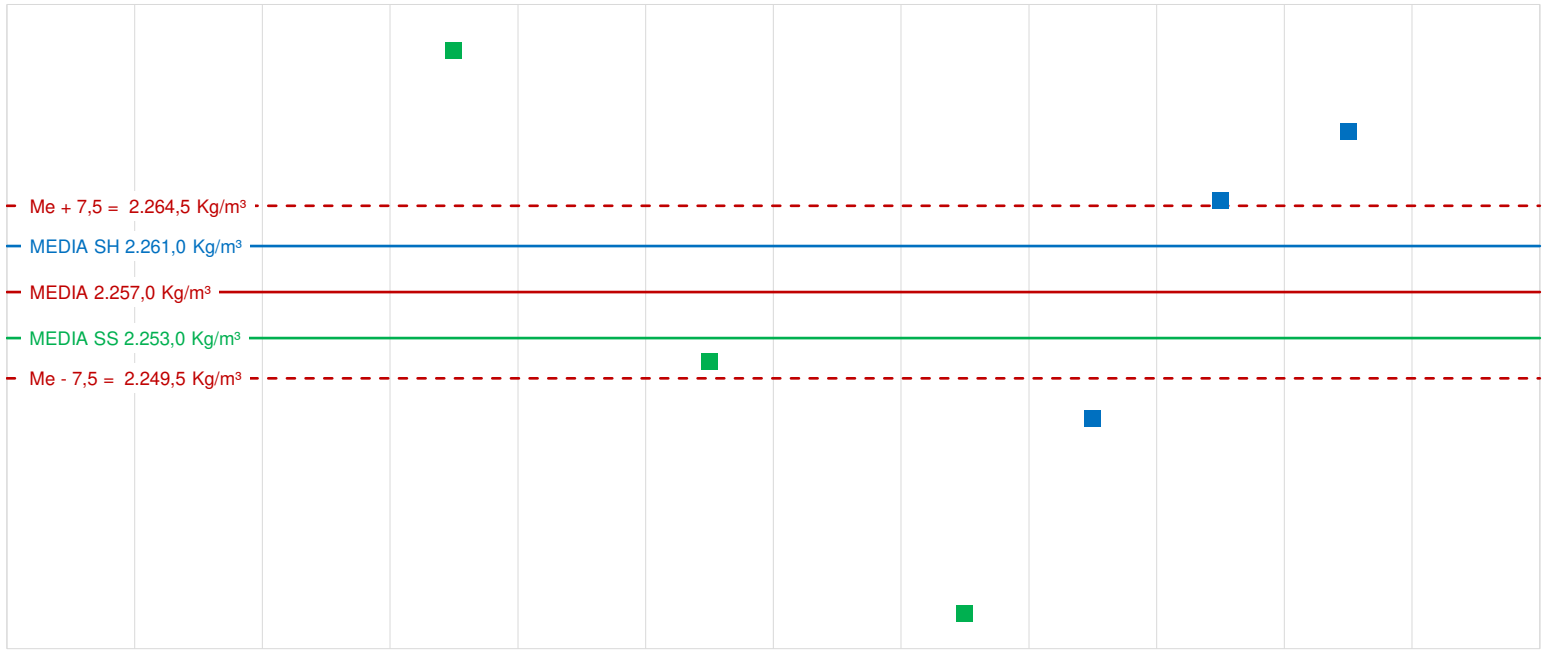 Me + 7,5 =  2.264,5 Kg/m³
MEDIA SH 2.261,0 Kg/m³
MEDIA 2.257,0 Kg/m³
MEDIA SS 2.253,0 Kg/m³
Me - 7,5 =  2.249,5 Kg/m³